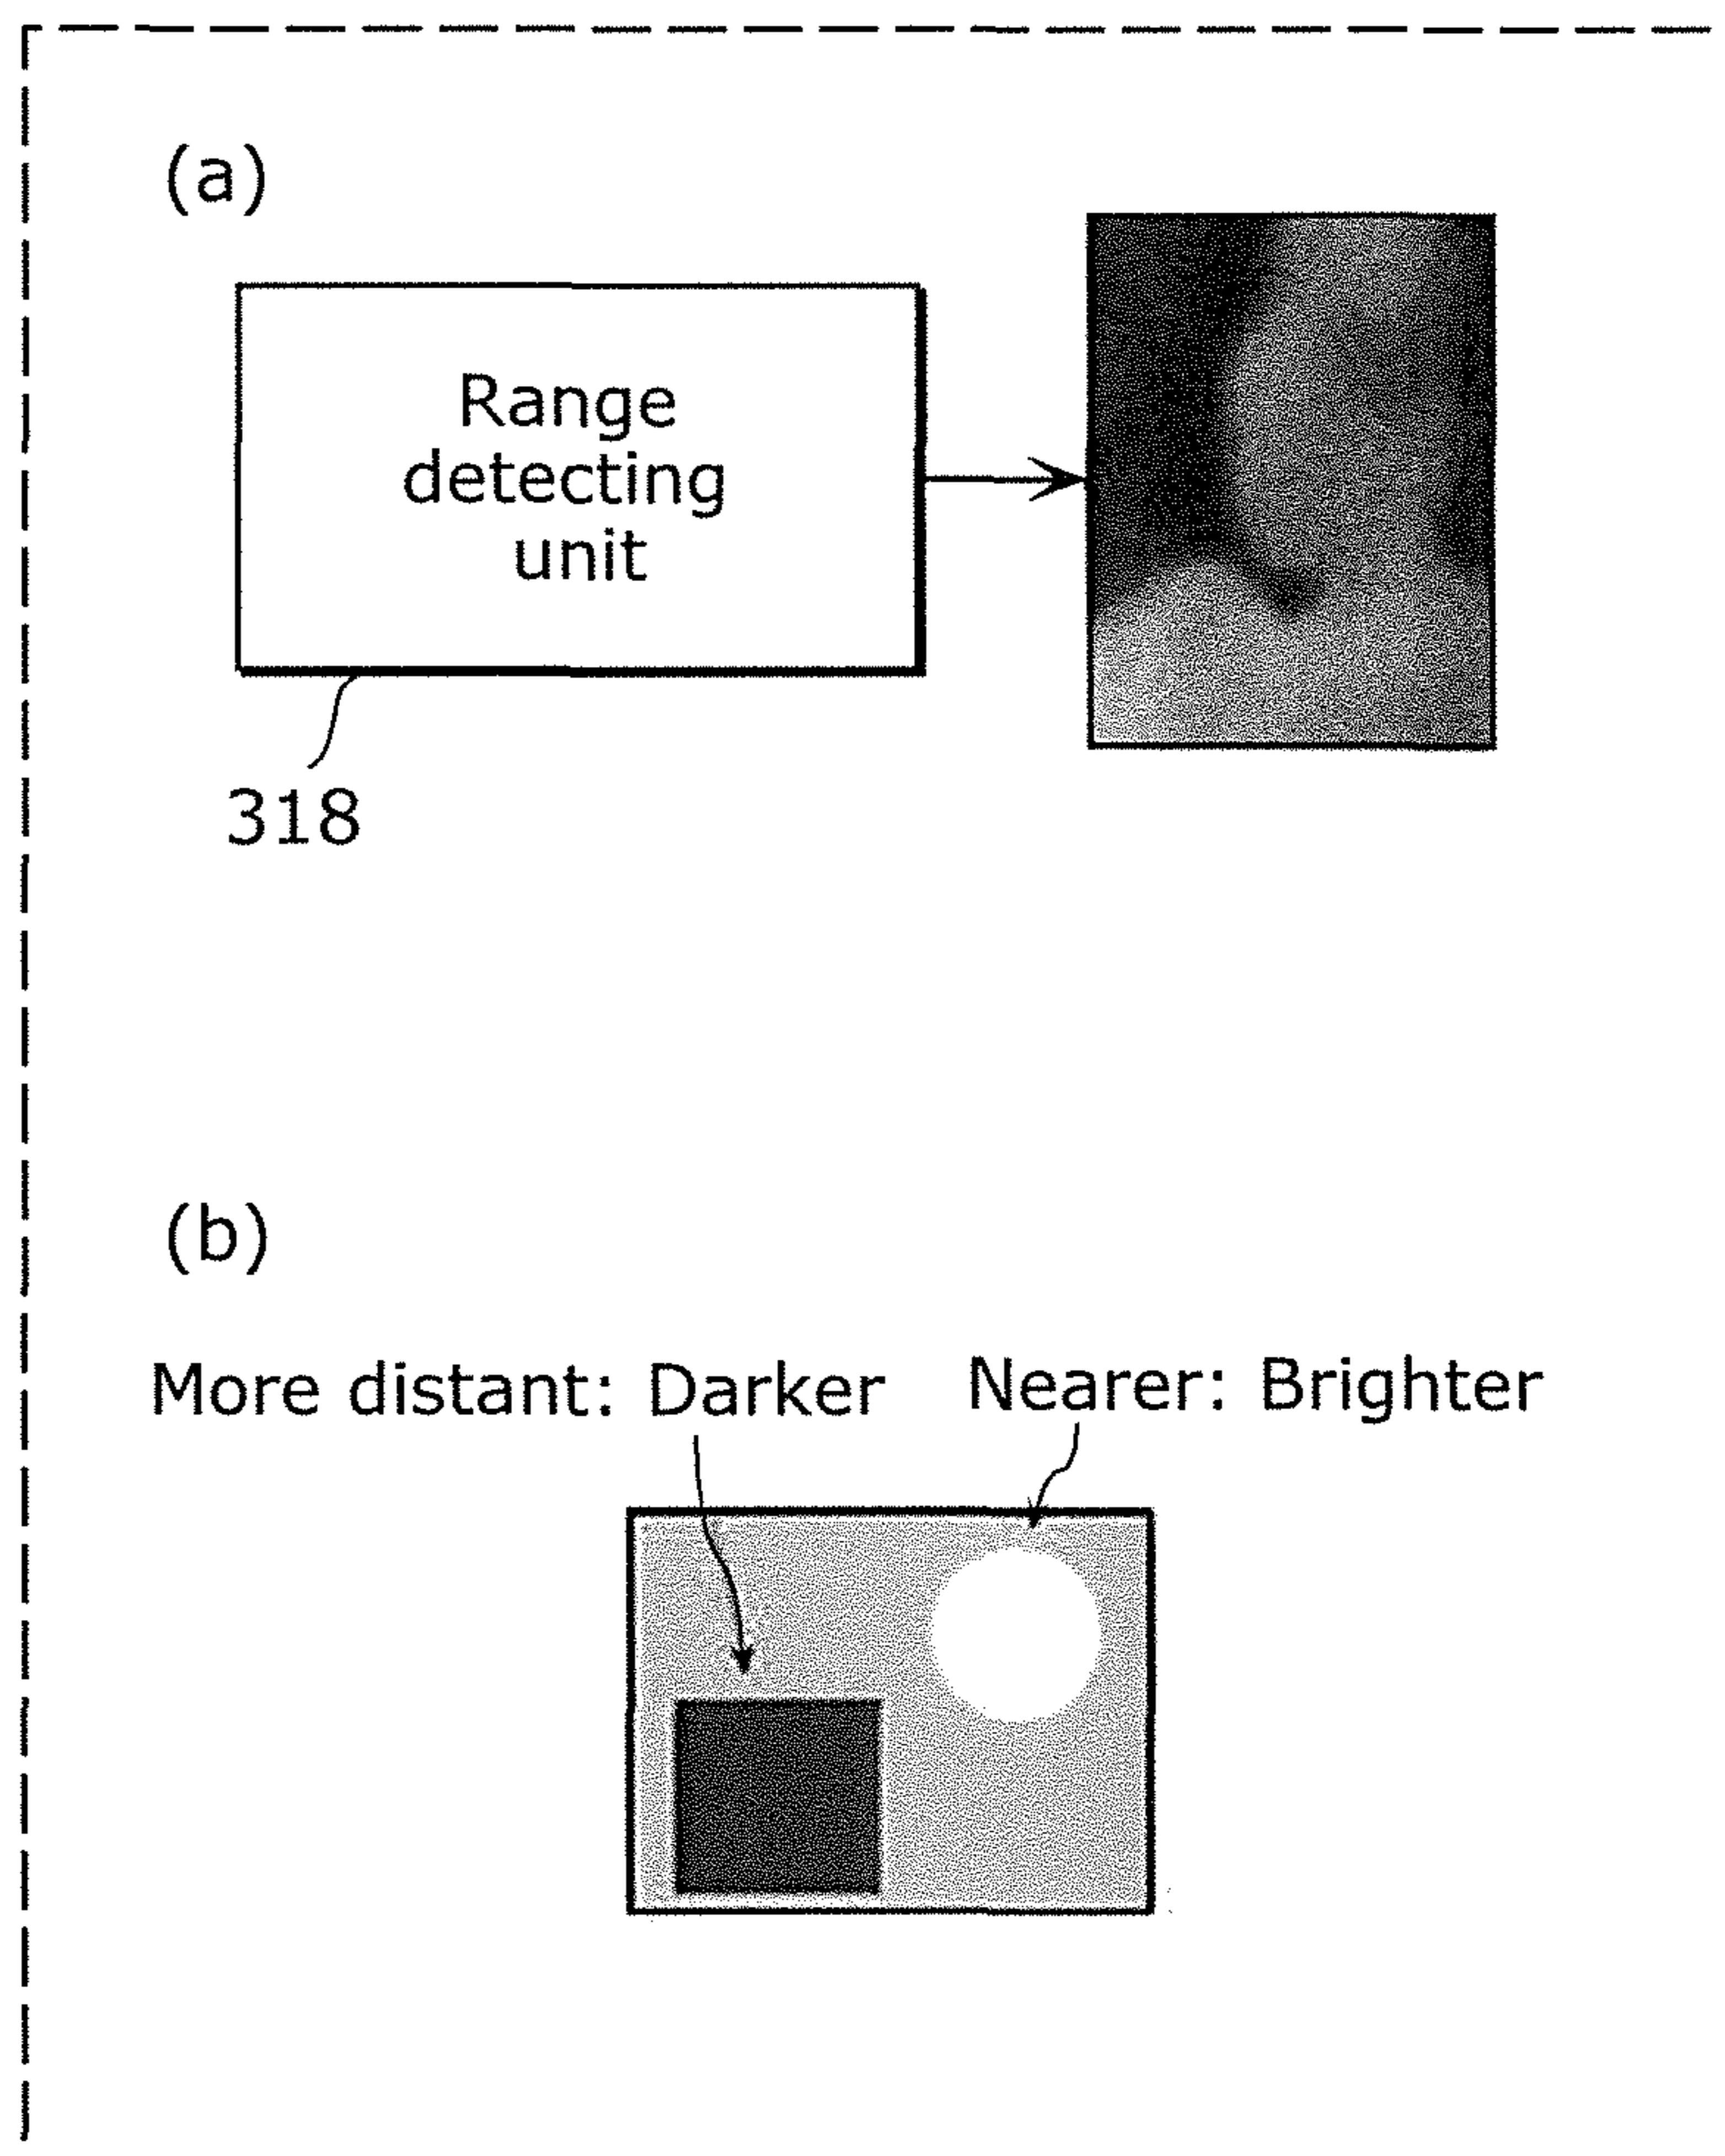 (a)
Range
detecting
unit
318
(b)
More distant: Darker
Nearer: Brighter